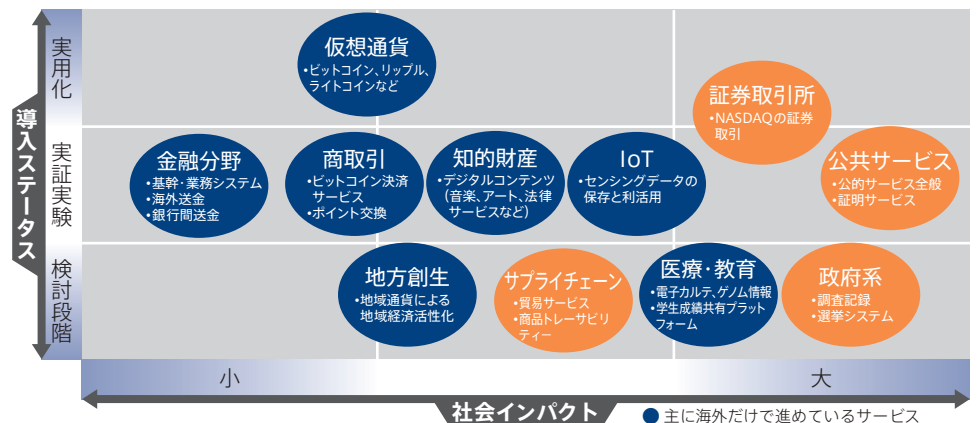 導入ステータス
実用化
実証実験
検討段階
仮想通貨
・ビットコイン、リップル、
ライトコインなど
証券取引所
・NASDAQの証券
取引
金融分野
・基幹・業務システム
・海外送金
・銀行間送金
商取引
・ビットコイン決済
サービス
・ポイント交換
知的財産
・デジタルコンテンツ
(音楽、アート、法律
サービスなど)
IoT
・センシングデータの
保存と利活用
公共サービス
・公的サービス全般
・証明サービス
地方創生
・地域通貨による
地域経済活性化
サプライチェーン
・貿易サービス
・商品トレーサビリ
ティー
医療・教育
・電子カルテ、ゲノム情報
・学生成績共有プラット
フォーム
政府系
・調査記録
・選挙システム
小
大
社会インパクト
●主に海外だけで進めているサービス